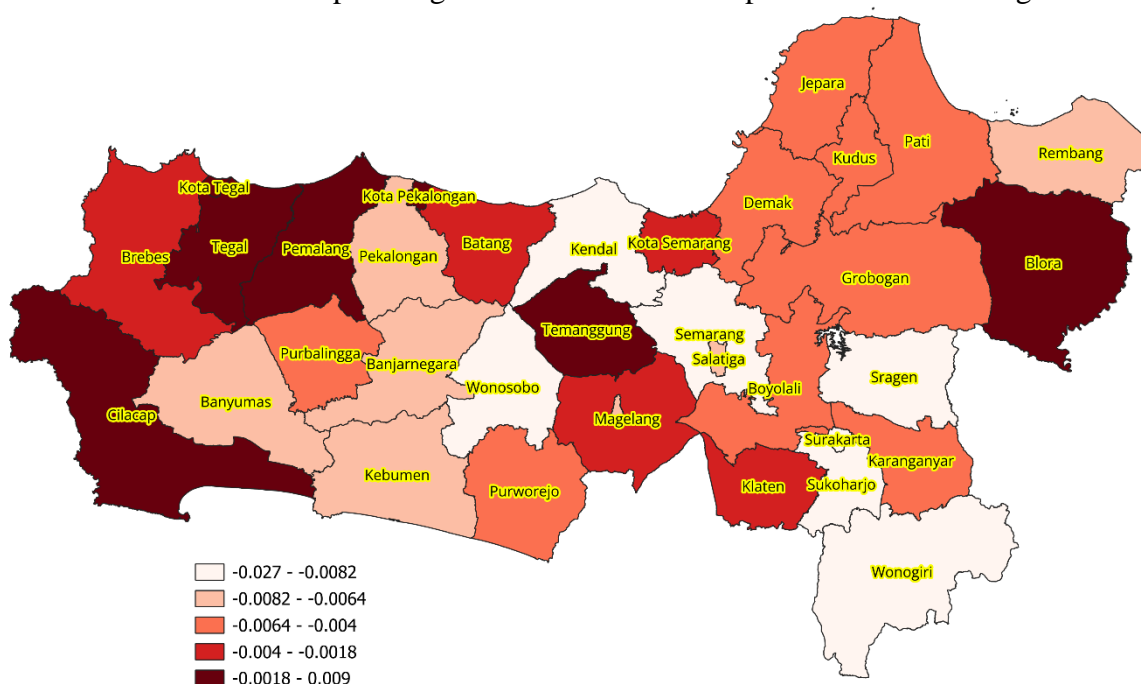 Jepara
Pati
Kudus
Rembang
Kota Tegal
Kota Pekalongan
Demak
Brebes
Tegal
Pemalang
Pekalongan
Batang
Kendal
Kota Semarang
Blora
Grobogan
Temanggung
Semarang
Salatiga
Purbalingga
Banjarnegara
Wonosobo
Sragen
Boyolali
Cilacap
Banyumas
Magelang
Surakarta
Karanganyar
Kebumen
Purworejo
Klaten
Sukoharjo
Wonogiri
-0.027 - -0.0082
-0.0082 - -0.0064
-0.0064 - -0.004
-0.004 - -0.0018
-0.0018 - 0.009